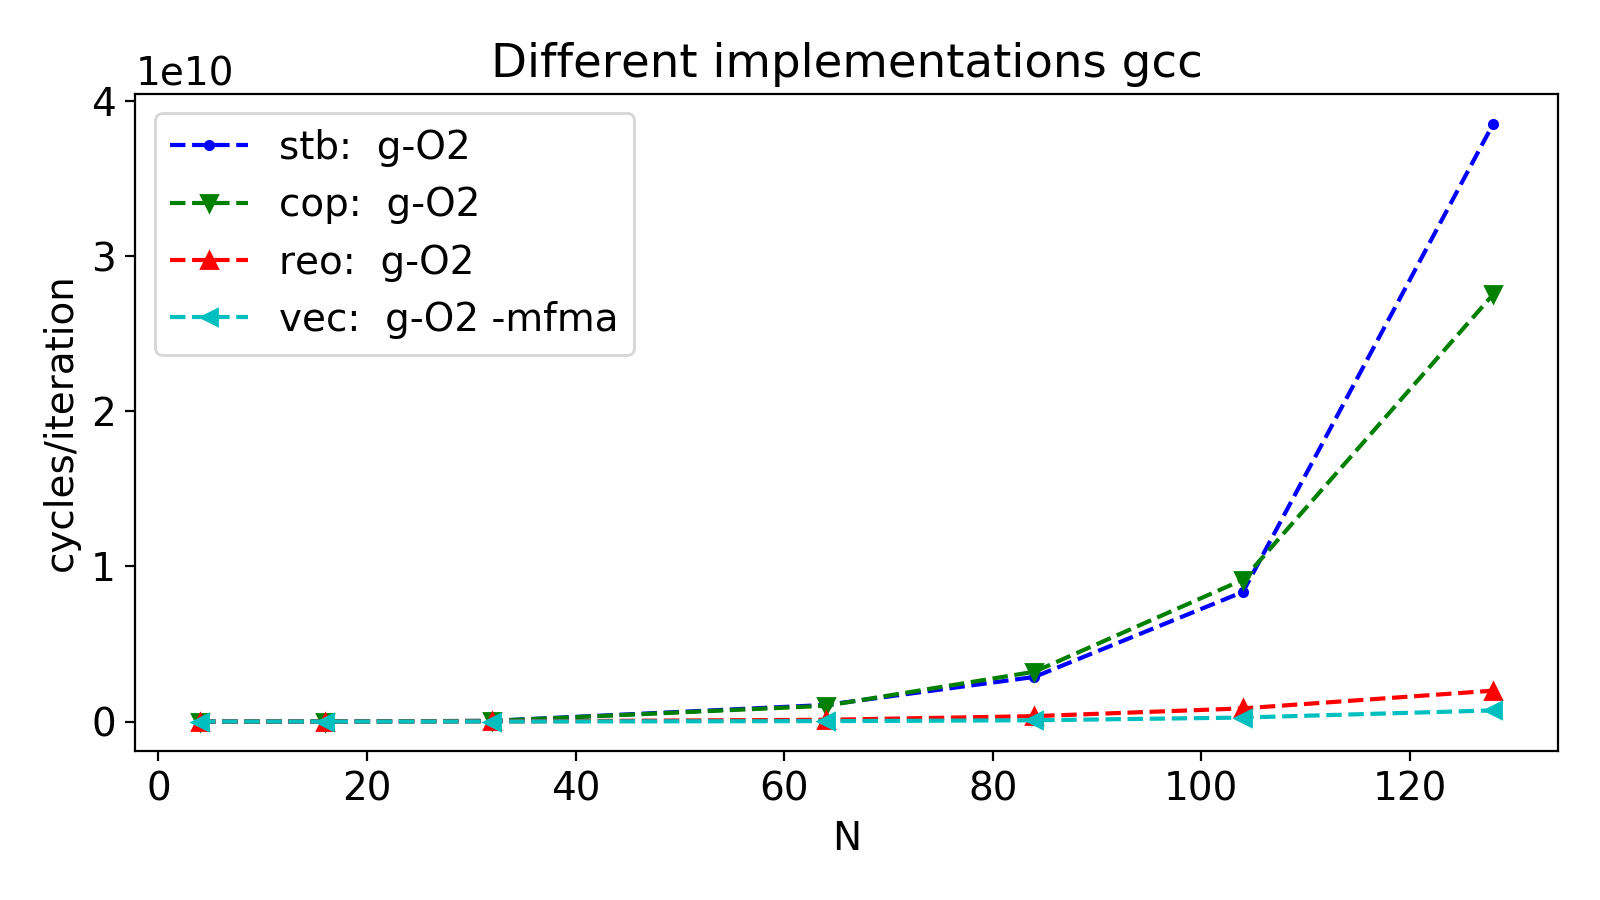 Different implementations gcc
1e10
4
3
2
1
0
cycles/iteration
stb:  g-O2
cop:  g-O2
reo:  g-O2
vec:  g-O2 -mfma
0 20 40 60 80 100 120
N